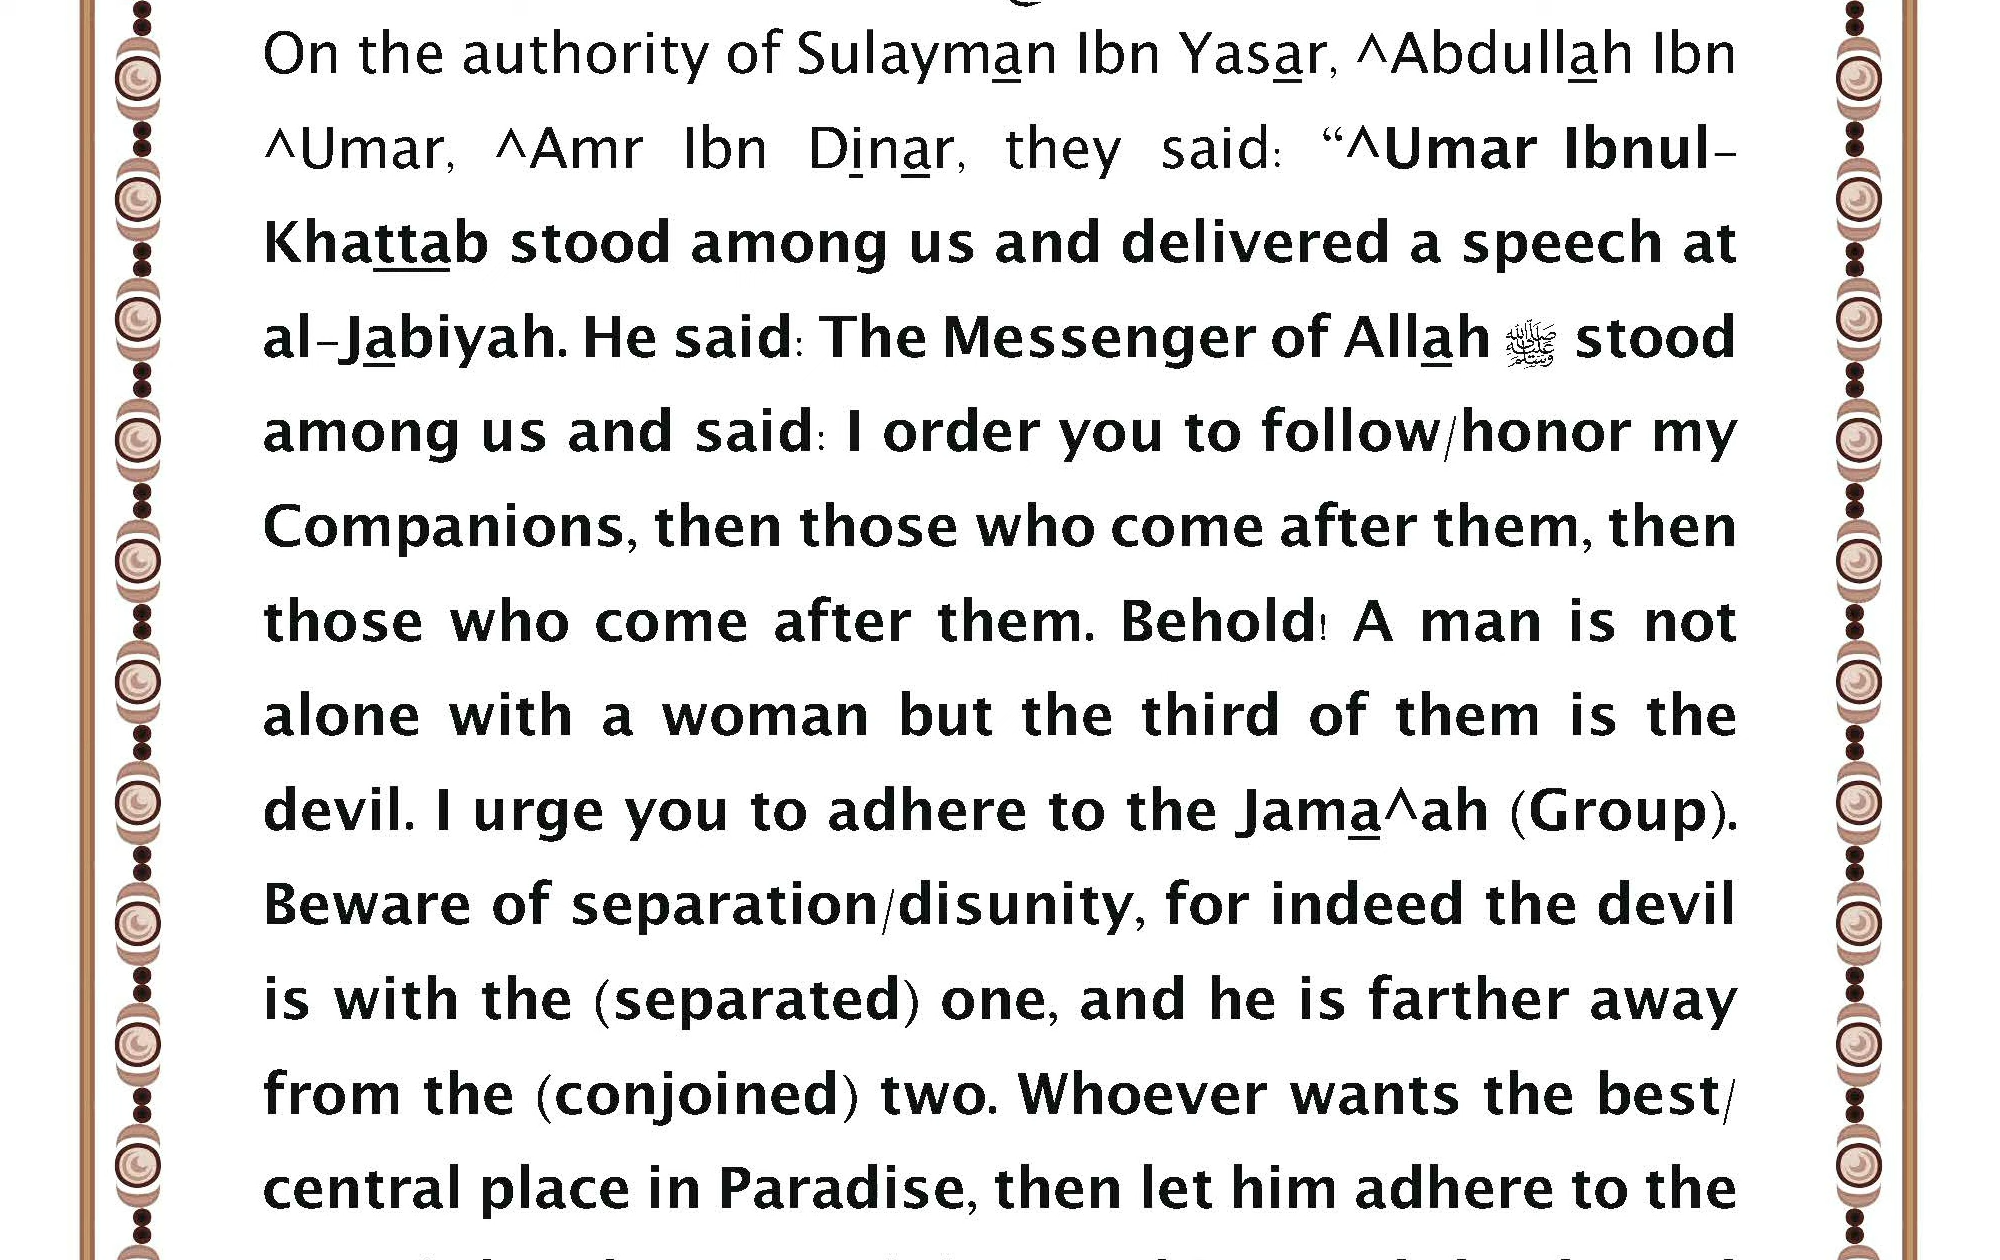 On the authority of Sulayman Ibn Yasar, ^Abdullah Ibn
^Umar, ^Amr Ibn Dinar, they said: “^Umar Ibnul-
Khattab stood among us and delivered a speech at
al-Jabiyah. He said: The Messenger of Allah ﷺ stood
among us and said: I order you to follow/honor my
Companions, then those who come after them, then
those who come after them. Behold! A man is not
alone with a woman but the third of them is the
devil. I urge you to adhere to the Jama^ah (Group).
Beware of separation/disunity, for indeed the devil
is with the (separated) one, and he is farther away
from the (conjoined) two. Whoever wants the best/
central place in Paradise, then let him adhere to the